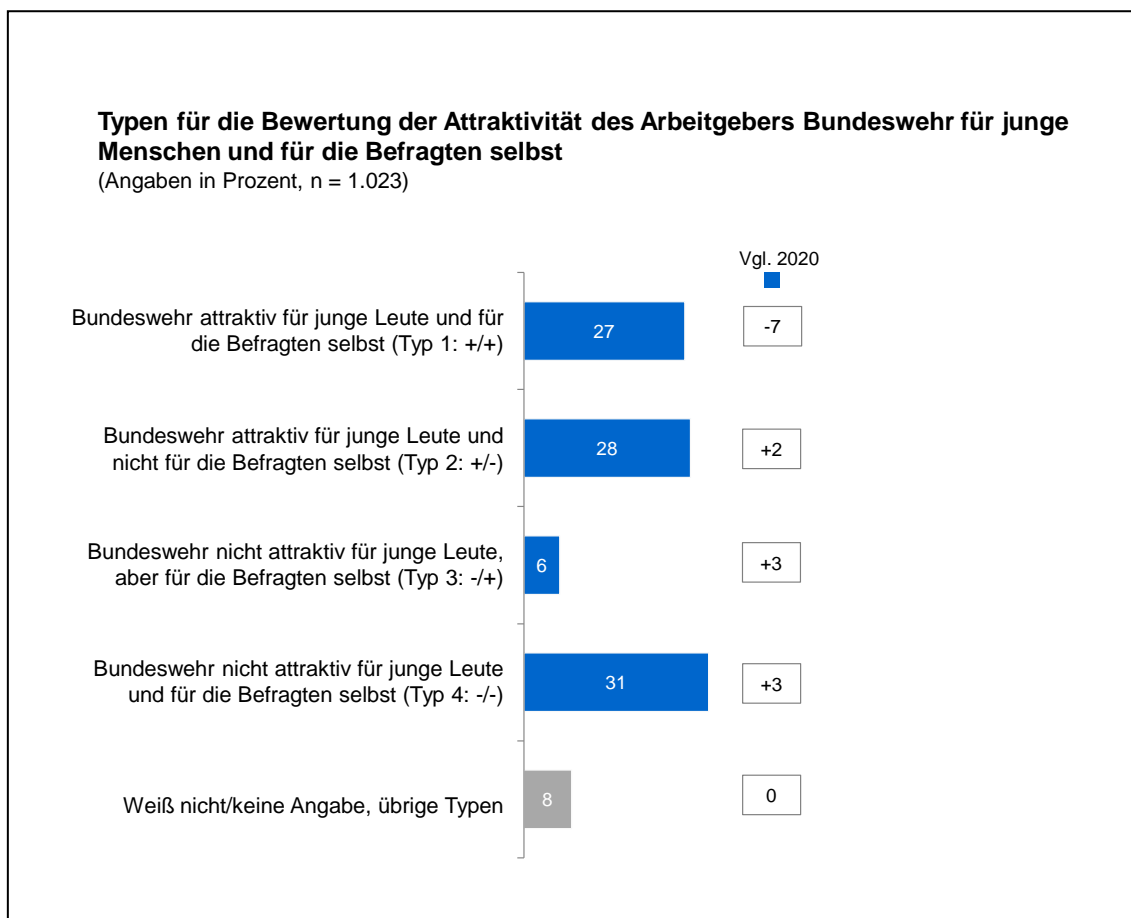 Typen für die Bewertung der Attraktivität des Arbeitgebers Bundeswehr für junge
Menschen und für die Befragten selbst
(Angaben in Prozent, n = 1.023)
Vgl. 2020
Bundeswehr attraktiv für junge Leute und für
die Befragten selbst (Typ 1: +/+)
27
-7
Bundeswehr attraktiv für junge Leute und
nicht für die Befragten selbst (Typ 2: +/-)
28
+2
Bundeswehr nicht attraktiv für junge Leute,
aber für die Befragten selbst (Typ 3: -/+)
6
+3
Bundeswehr nicht attraktiv für junge Leute
und für die Befragten selbst (Typ 4: -/-)
31
+3
Weiß nicht/keine Angabe, übrige Typen
8
0